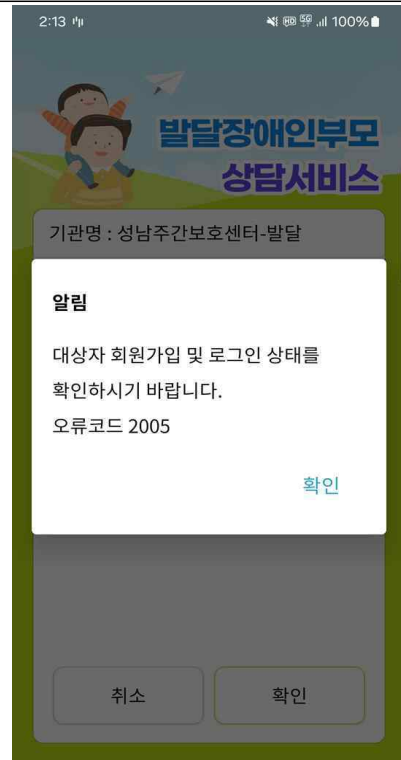 2:13
100%
발달장애인부모
상담서비스
기관명 : 성남주간보호센터-발달
알림
대상자 회원가입 및 로그인 상태를
확인하시기 바랍니다.
오류코드 2005
확인
취소
확인